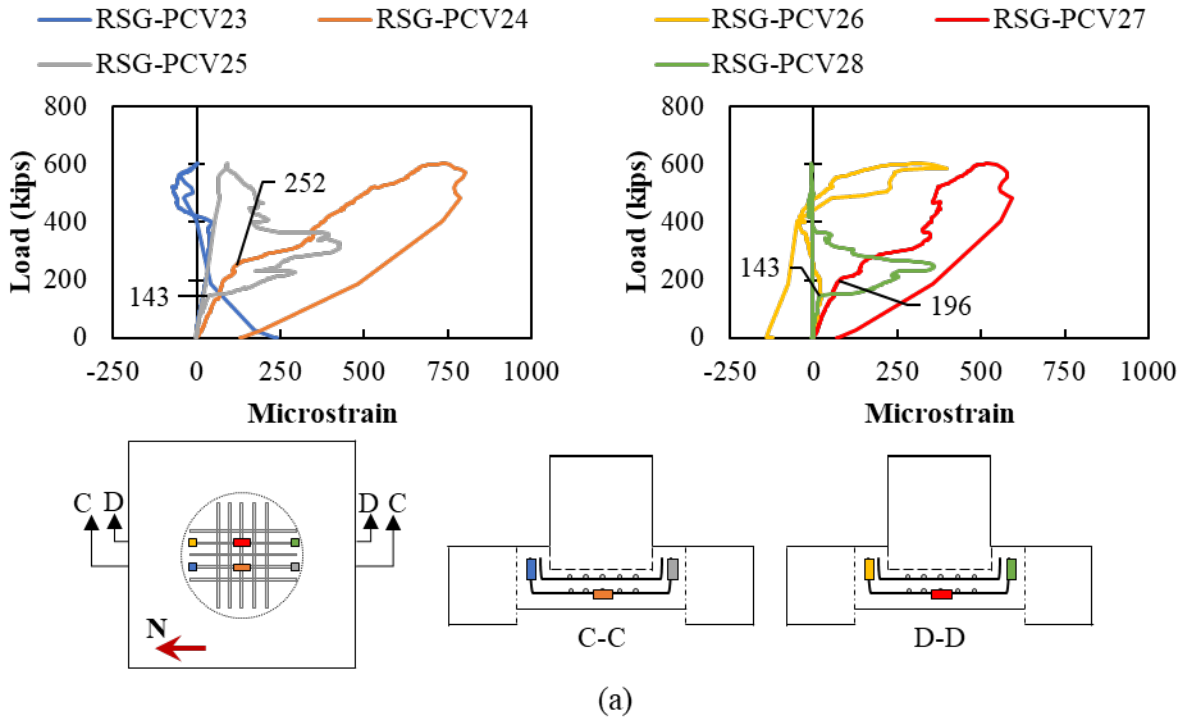 RSG-PCV23 RSG-PCV24 RSG-PCV26 RSG-PCV27
RSG-PCV25 RSG-PCV28
800 800
600 600
252
400 400
Load (kips) Load (kips)
200 143 200
143 196
0 0
-250 0 250 500 750 1000 -250 0 250 500 750 1000
Microstrain Microstrain
C D D C
N
C-C D-D
(a)